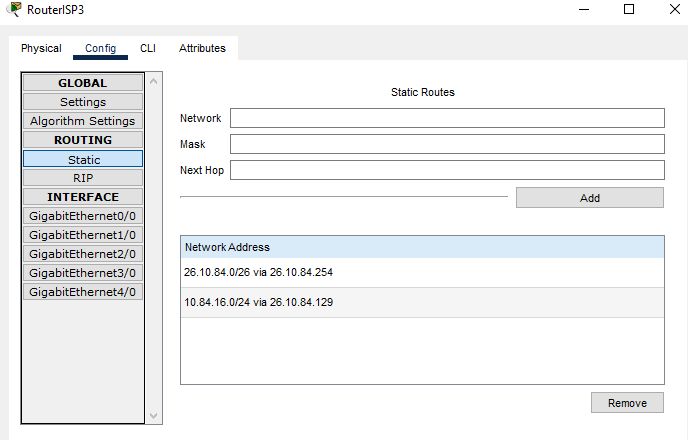 RouterISP3
Physical Config CLI Attributes
GLOBAL
Settings
Algorithm Settings
ROUTING
Static
RIP
INTERFACE
GigabitEthernet0/0
GigabitEthernet1/0
GigabitEthernet2/0
GigabitEthernet3/0
GigabitEthernet4/0
Static Routes
Network
Mask
Next Hop
Add
Network Address
26.10.84.0/26 via 26.10.84.254
10.84.16.0/24 via 26.10.84.129
Remove